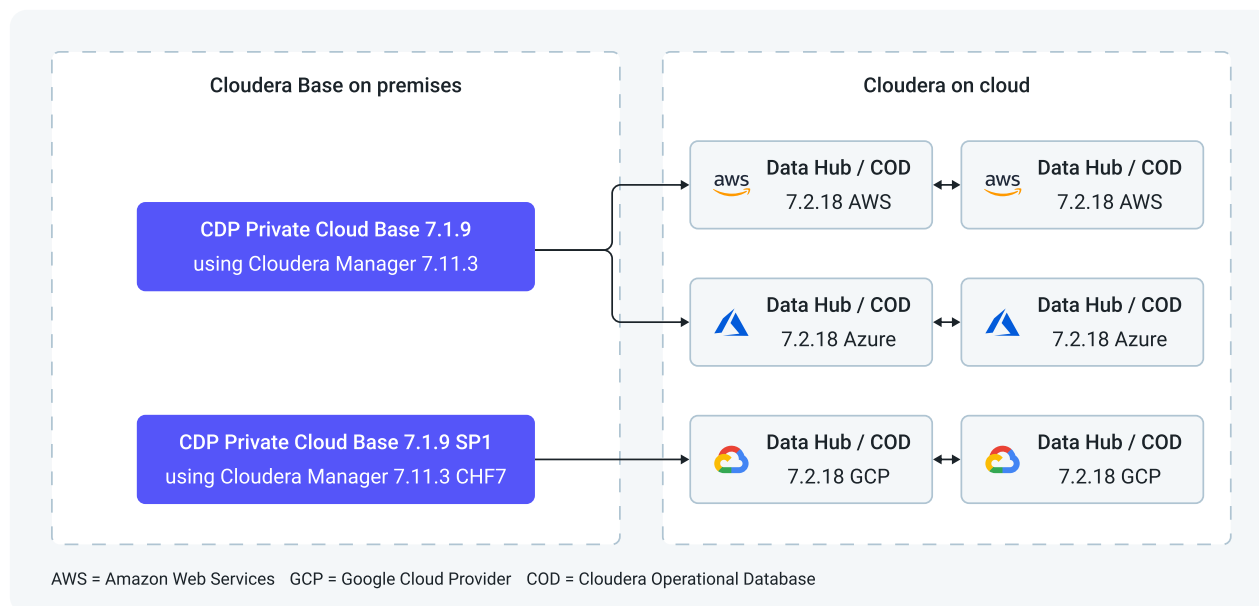 Cloudera Base on premises
CDP Private Cloud Base 7.1.9
using Cloudera Manager 7.11.3
CDP Private Cloud Base 7.1.9 SP1
using Cloudera Manager 7.11.3 CHF7
Cloudera on cloud
aws
Data Hub / COD
7.2.18 AWS
aws
Data Hub / COD
7.2.18 AWS
Data Hub / COD
7.2.18 Azure
Data Hub / COD
7.2.18 Azure
Data Hub / COD
7.2.18 GCP
Data Hub / COD
7.2.18 GCP
AWS = Amazon Web Services GCP = Google Cloud Provider COD = Cloudera Operational Database